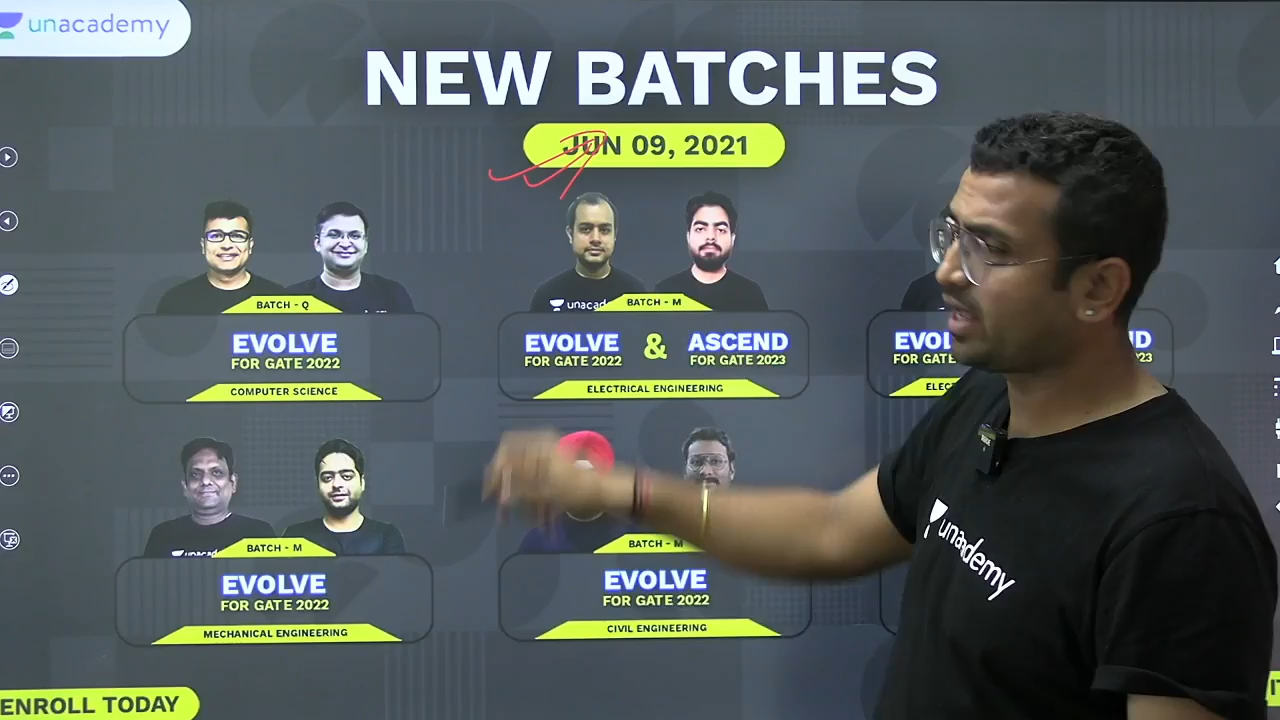 unacademy
NEW BATCHES
JUN 09, 2021
unacad
BATCH - Q
BATCH - M
EVOLVE
FOR GATE 2022
EVOLVE
FOR GATE 2022
&
ASCEND
FOR GATE 2023
COMPUTER SCIENCE
ELECTRICAL ENGINEERING
unacad
BATCH - M
BATCH - M
EVOLVE
FOR GATE 2022
EVOLVE
FOR GATE 2022
MECHANICAL ENGINEERING
CIVIL ENGINEERING
ENROLL TODAY
unacademy